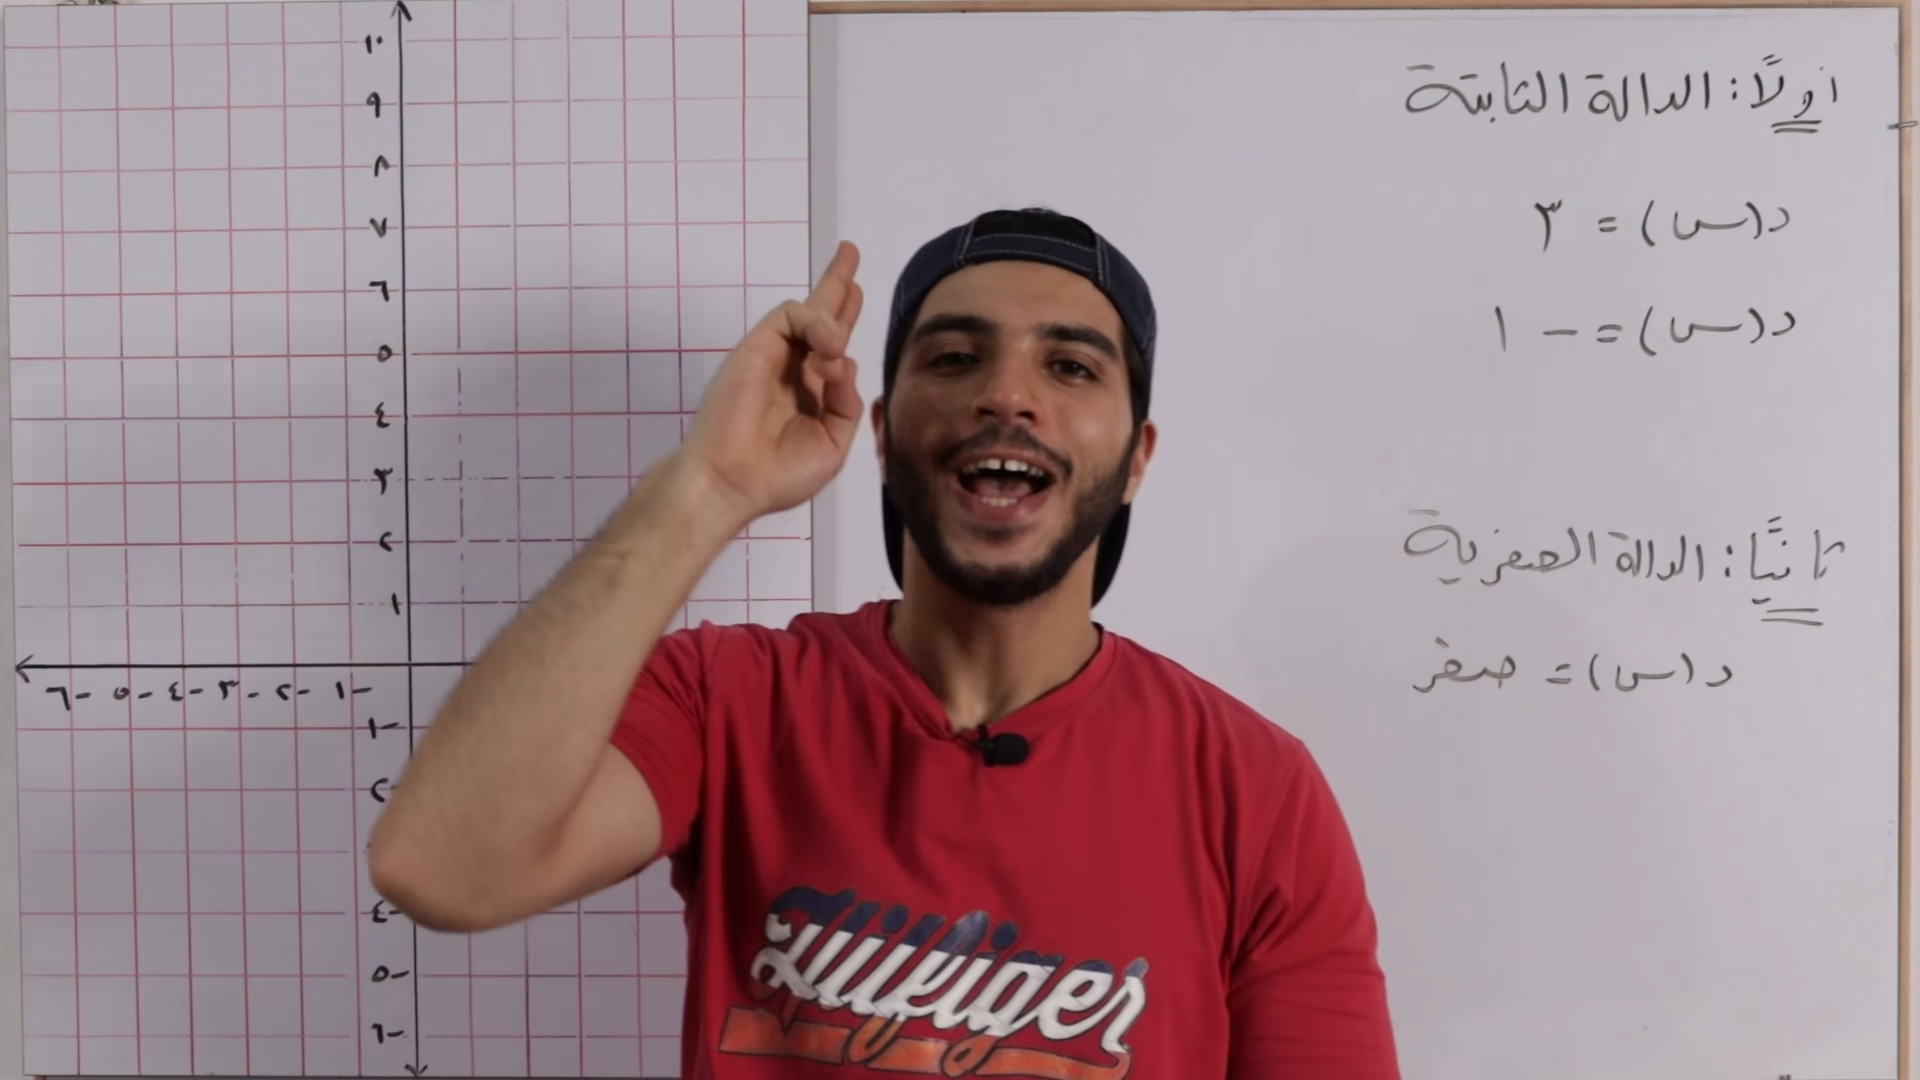 أولاً: الدالة الثابتة
د(س) = ٣
د(س) = - ١
ثانيًا: الدالة الصفرية
د(س) = صفر
١٠
٩
٨
٧
٦
٥
٤
٣
٢
١
-٦ -٥ -٤ -٣ -٢ -١
-١
-٢
-٤
-٥
-٦
Hilfiger